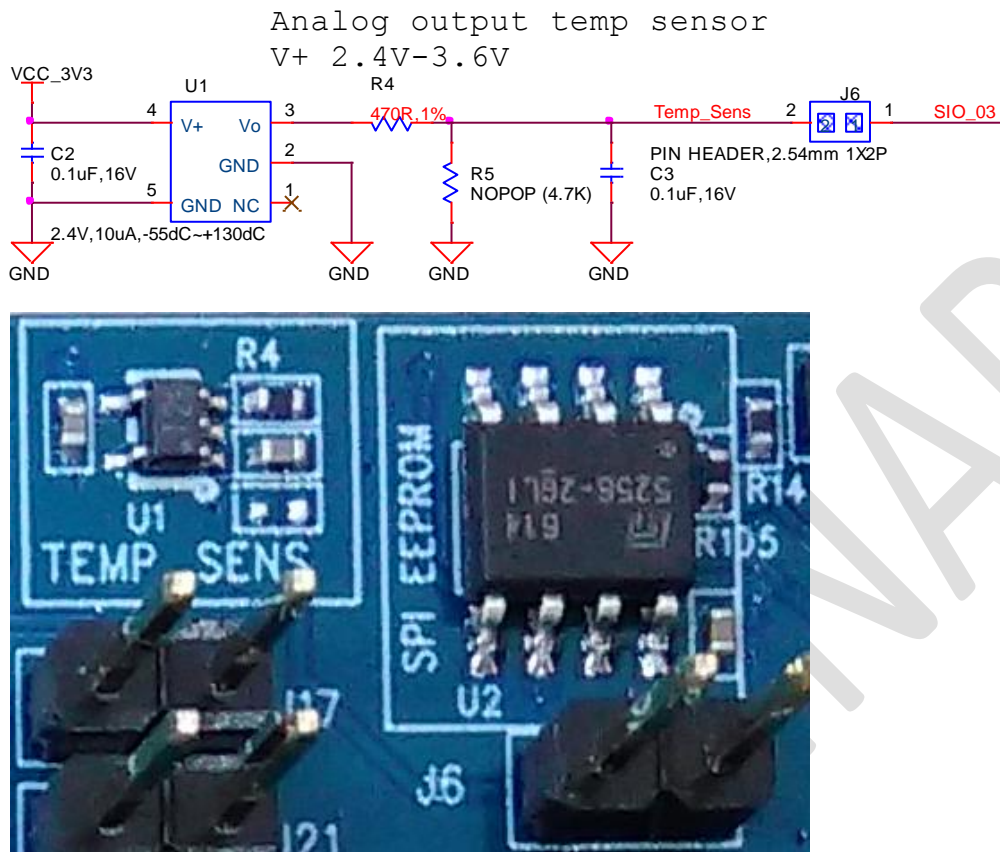 Analog output temp sensor
V+ 2.4V-3.6V
VCC_3V3
U1
R4
J6
4
V+
Vo
3
470R,1%
Temp_Sens
2
2
1
1
SIO_03
C2
0.1uF,16V
GND
2
R5
NOPOP (4.7K)
PIN HEADER,2.54mm 1X2P
C3
0.1uF,16V
5
GND
NC
1
2.4V,10uA,-55dC~+130dC
GND
GND
GND
GND
R4
U1
TEMP SENS
SPI EEPROM
614
5256-26L1
R14
R105
U2
J17
J6
J21